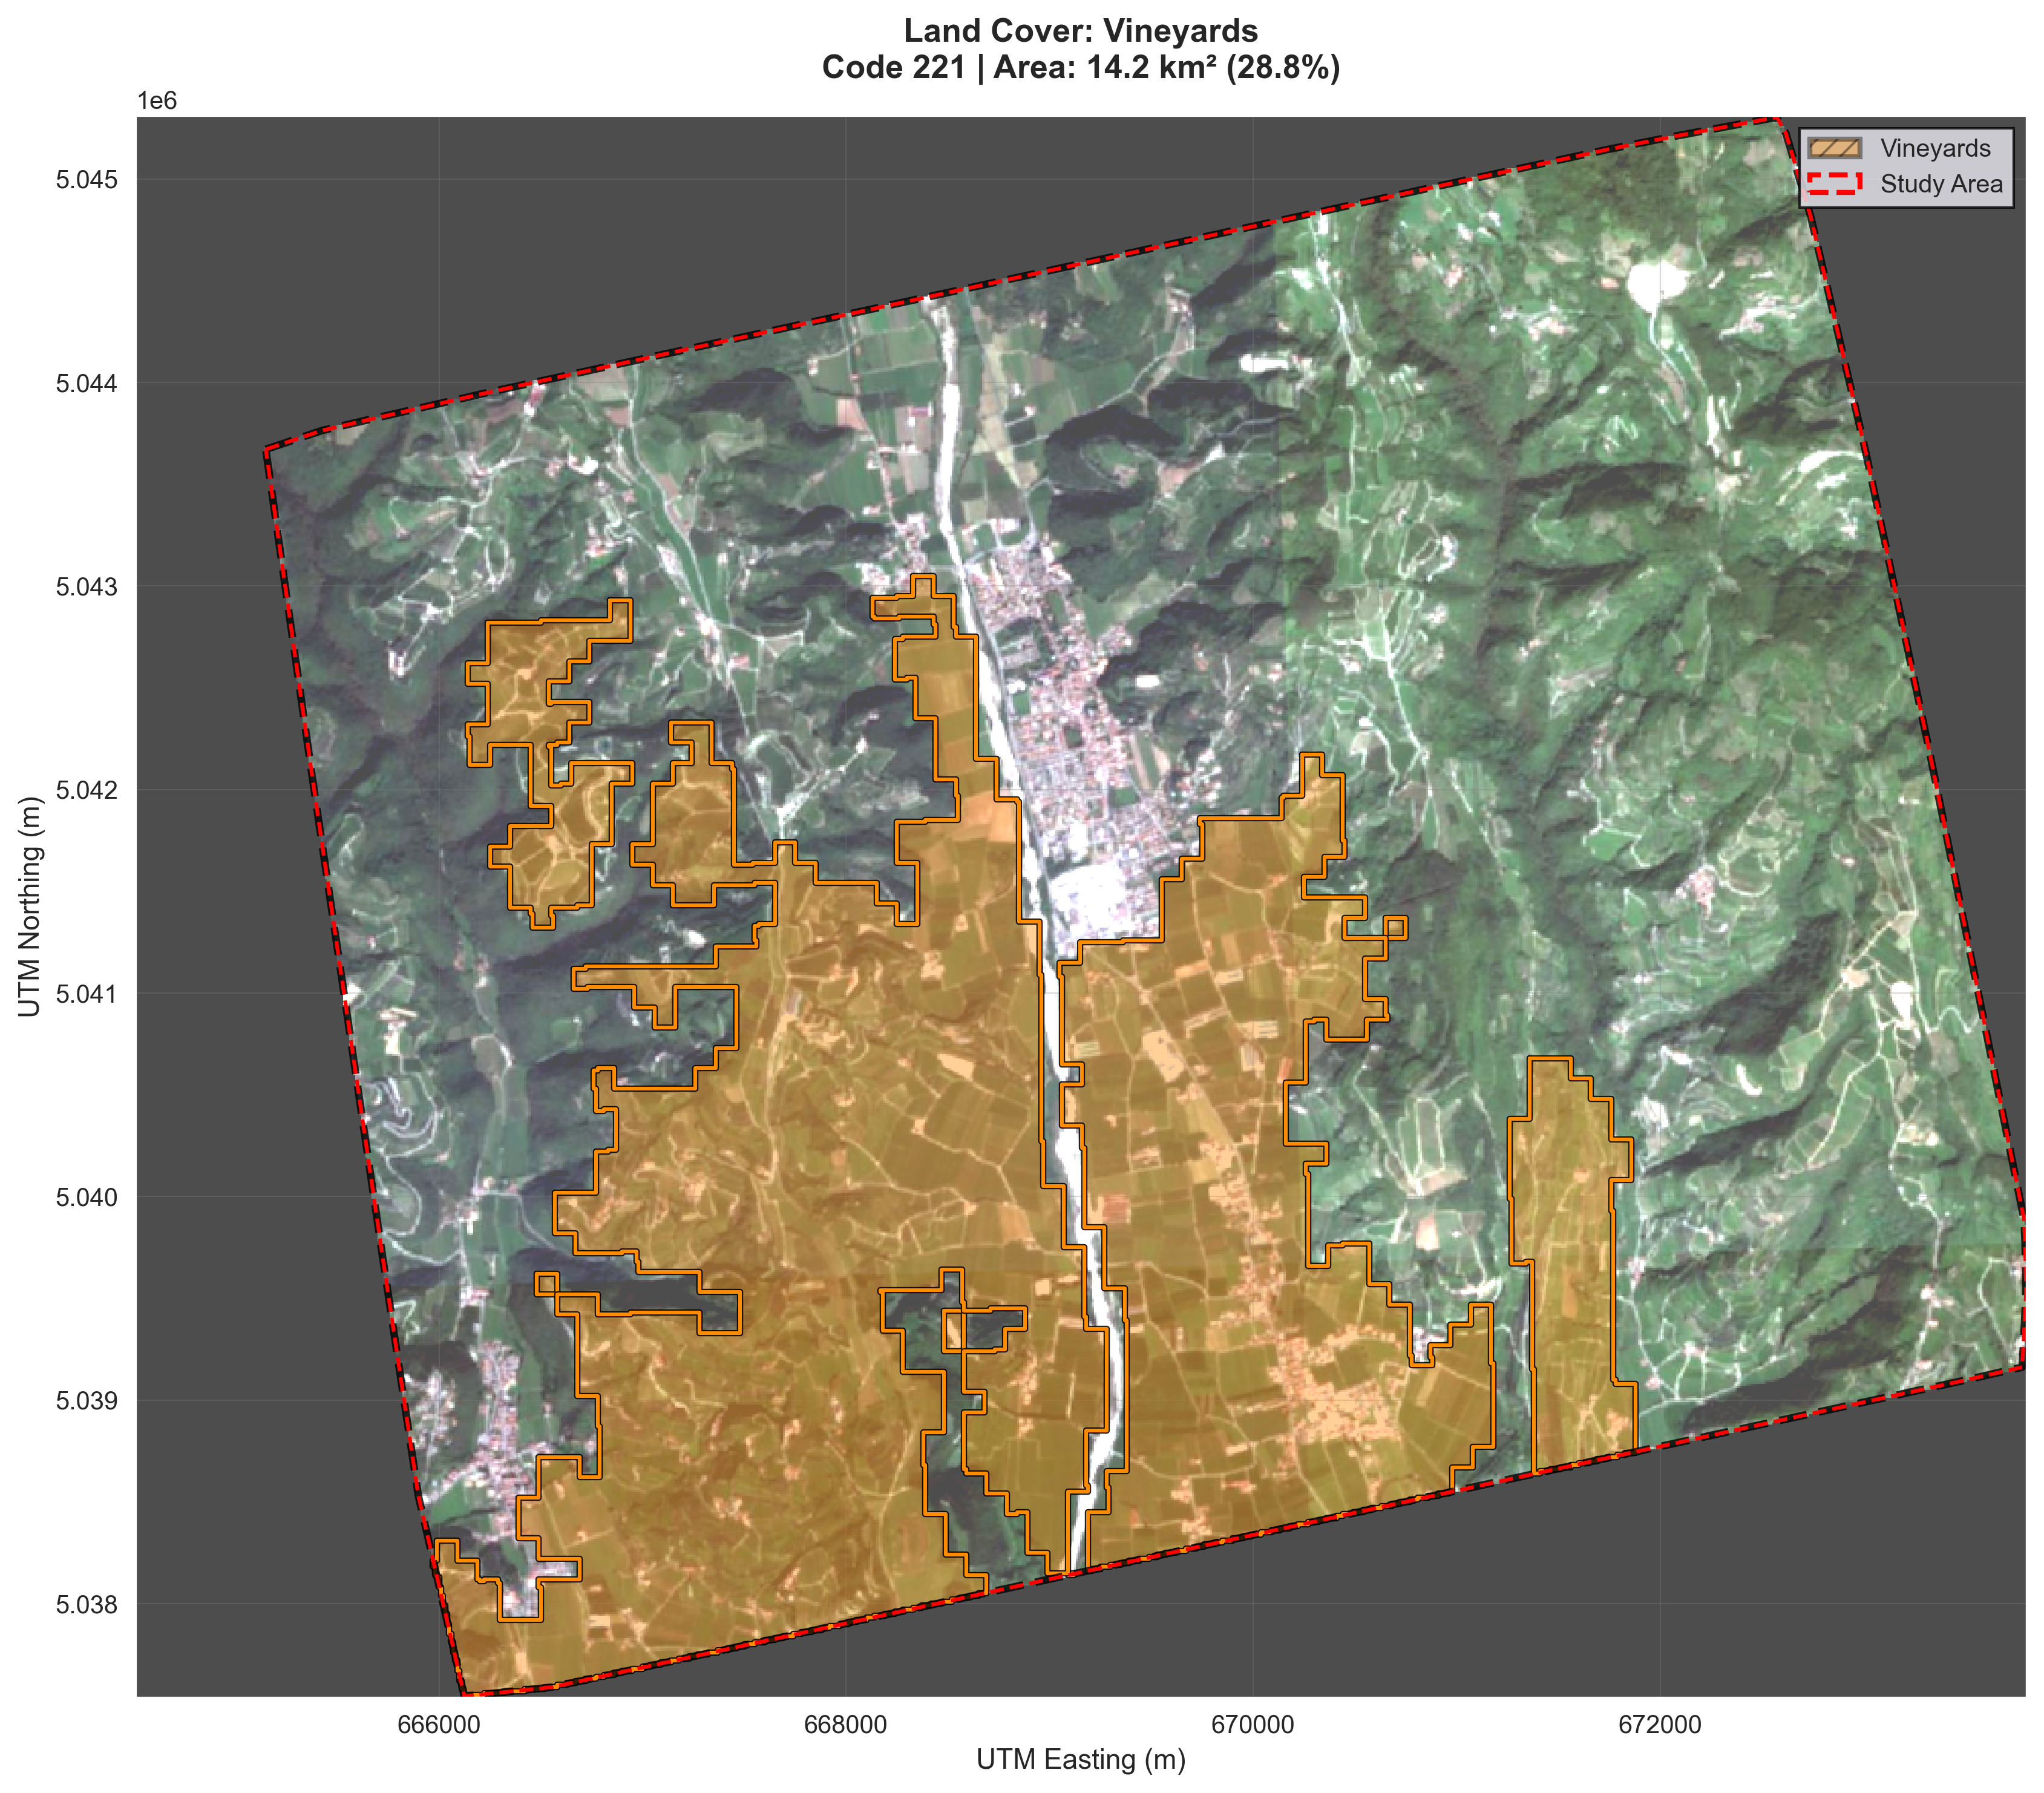 Land Cover: Vineyards
Code 221 | Area: 14.2 km² (28.8%)
1e6
Vineyards
Study Area
5.045
5.044
5.043
5.042
5.041
5.040
5.039
5.038
UTM Northing (m)
666000
668000
670000
672000
UTM Easting (m)